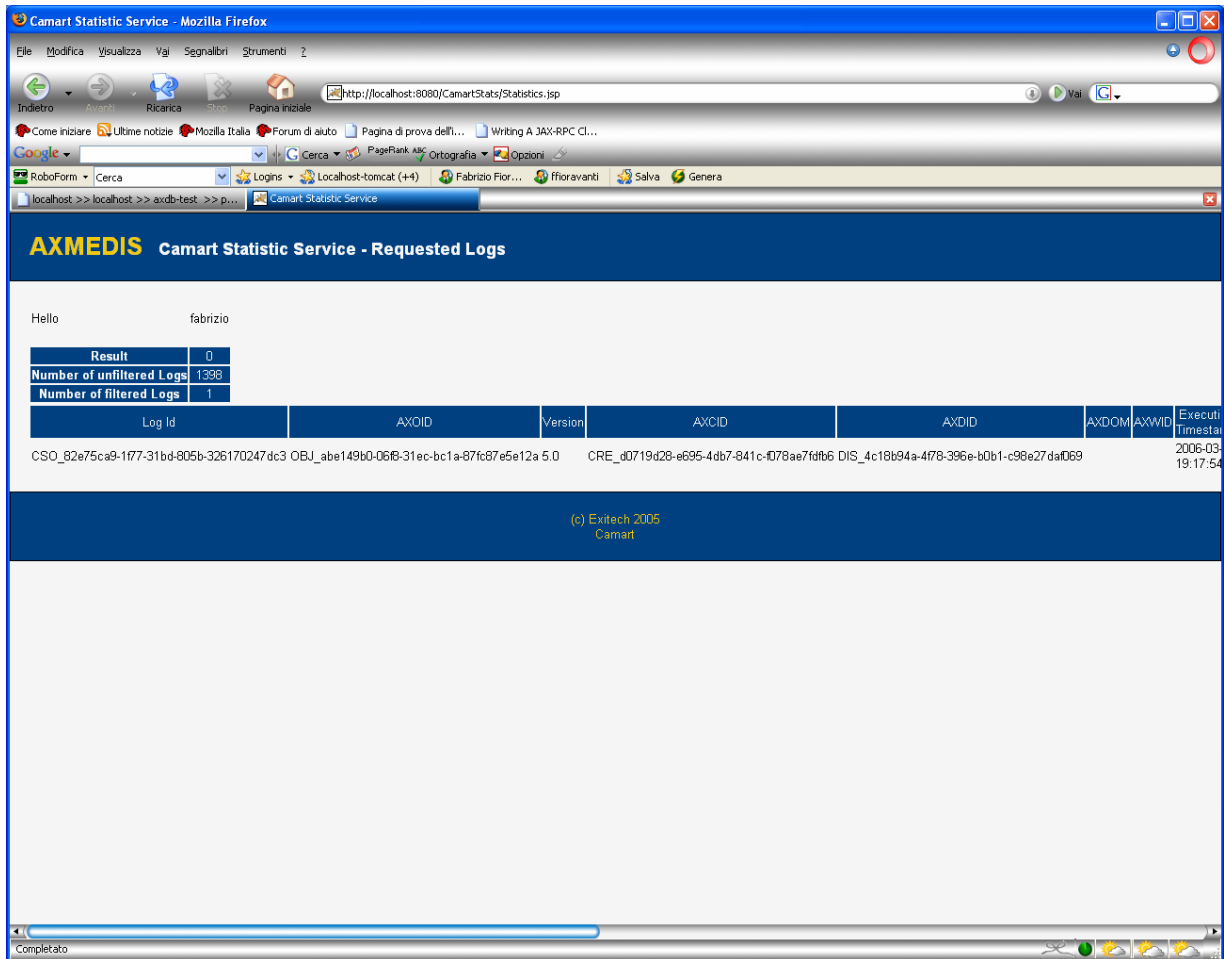 Camart Statistic Service - Mozilla Firefox
File Modifica Visualizza Vai Segnalibri Strumenti ?
http://localhost:8080/CamartStats/Statistics.jsp Vai G
Indietro Avanti Ricarica Stop Pagina iniziale
Come iniziare Ultime notizie Mozilla Italia Forum di aiuto Pagina di prova dell'i... Writing A JAX-RPC Cl...
Google G Cerca PageRank ABC Ortografia Opzioni
RoboForm Cerca Logins Localhost-tomcat (+4) Fabrizio Fior... ffioravanti Salva Genera
localhost >> localhost >> axdb-test >> p... Camart Statistic Service
AXMEDIS Camart Statistic Service - Requested Logs
Hello fabrizio
Result 0
Number of unfiltered Logs 1398
Number of filtered Logs 1
Log Id AXOID Version AXCID AXDID AXDOM AXWID Executi
Timesta
CSO_82e75ca9-1f77-31bd-805b-326170247dc3 OBJ_abe149b0-06f8-31ec-bc1a-87fc87e5e12a 5.0 CRE_d0719d28-e695-4db7-841c-f078ae7fdfb6 DIS_4c18b94a-4f78-396e-b0b1-c98e27daf069 2006-03-
19:17:54
(c) Exitech 2005
Camart
Completato